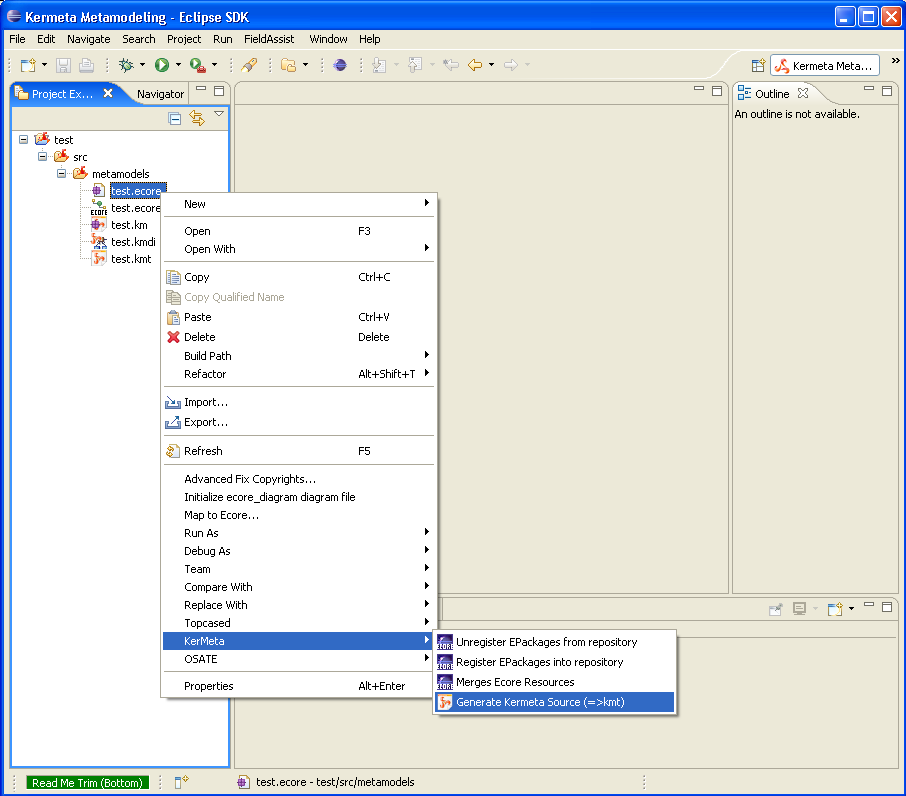 Kermeta Metamodeling - Eclipse SDK
File Edit Navigate Search Project Run FieldAssist Window Help
Kermeta Meta... »
Project Ex... Navigator
Outline
An outline is not available.
test
src
metamodels
test.ecore
test.ecore
test.km
test.kmdi
test.kmt
ECORE
New
Open F3
Open With
Copy Ctrl+C
Copy Qualified Name
Paste Ctrl+V
Delete Delete
Build Path
Refactor Alt+Shift+T
Import...
Export...
Refresh F5
Advanced Fix Copyrights...
Initialize ecore_diagram diagram file
Map to Ecore...
Run As
Debug As
Team
Compare With
Replace With
Topcased
KerMeta
OSATE
Properties Alt+Enter
ECORE Unregister EPackages from repository
ECORE Register EPackages into repository
ECORE Merges Ecore Resources
Generate Kermeta Source (=>kmt)
Read Me Trim (Bottom)
test.ecore - test/src/metamodels